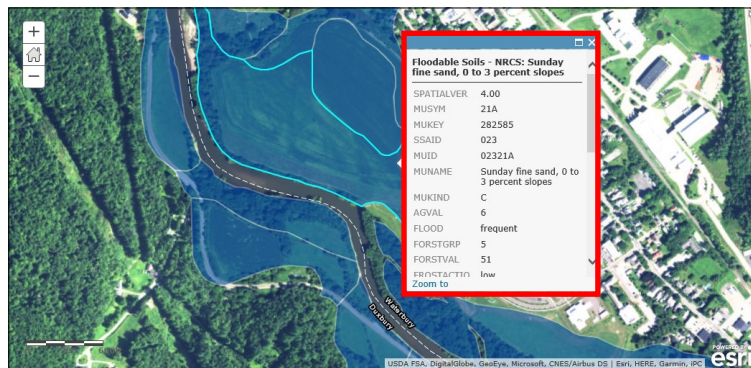 +
−
Floodable Soils - NRCS: Sunday
fine sand, 0 to 3 percent slopes
SPATIALVER 4.00
MUSYM 21A
MUKEY 282585
SSAID 023
MUID 02321A
MUNAME Sunday fine sand, 0 to
3 percent slopes
MUKIND C
AGVAL 6
FLOOD frequent
FORSTGRP 5
FORSTVAL 51
FROSTACTIO low
Zoom to
Waterbury
Duxbury
POWERED BY
esri
USDA FSA, DigitalGlobe, GeoEye, Microsoft, CNES/Airbus DS | Esri, HERE, Garmin, iPC